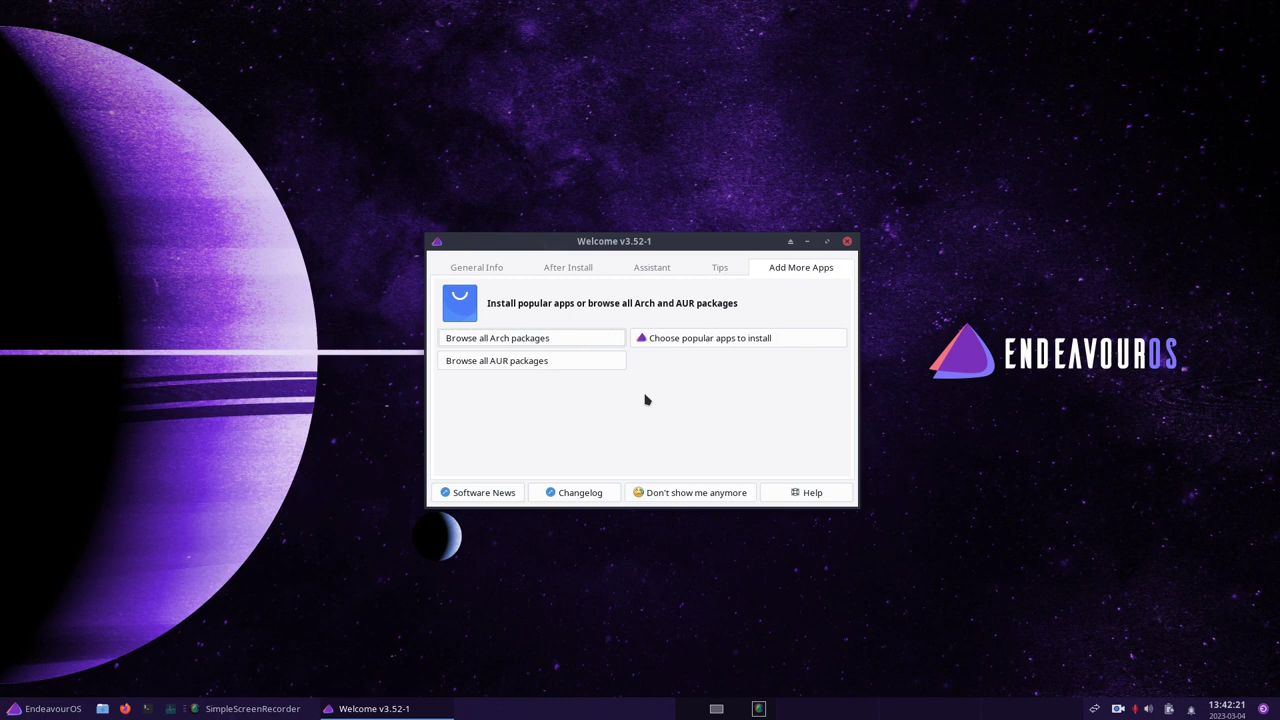 Welcome v3.52-1
General Info After Install Assistant Tips Add More Apps
Install popular apps or browse all Arch and AUR packages
Browse all Arch packages Choose popular apps to install
Browse all AUR packages
ENDEAVOUROS
Software News Changelog Don't show me anymore Help
EndeavourOS SimpleScreenRecorder Welcome v3.52-1 13:42:21
2023-03-04